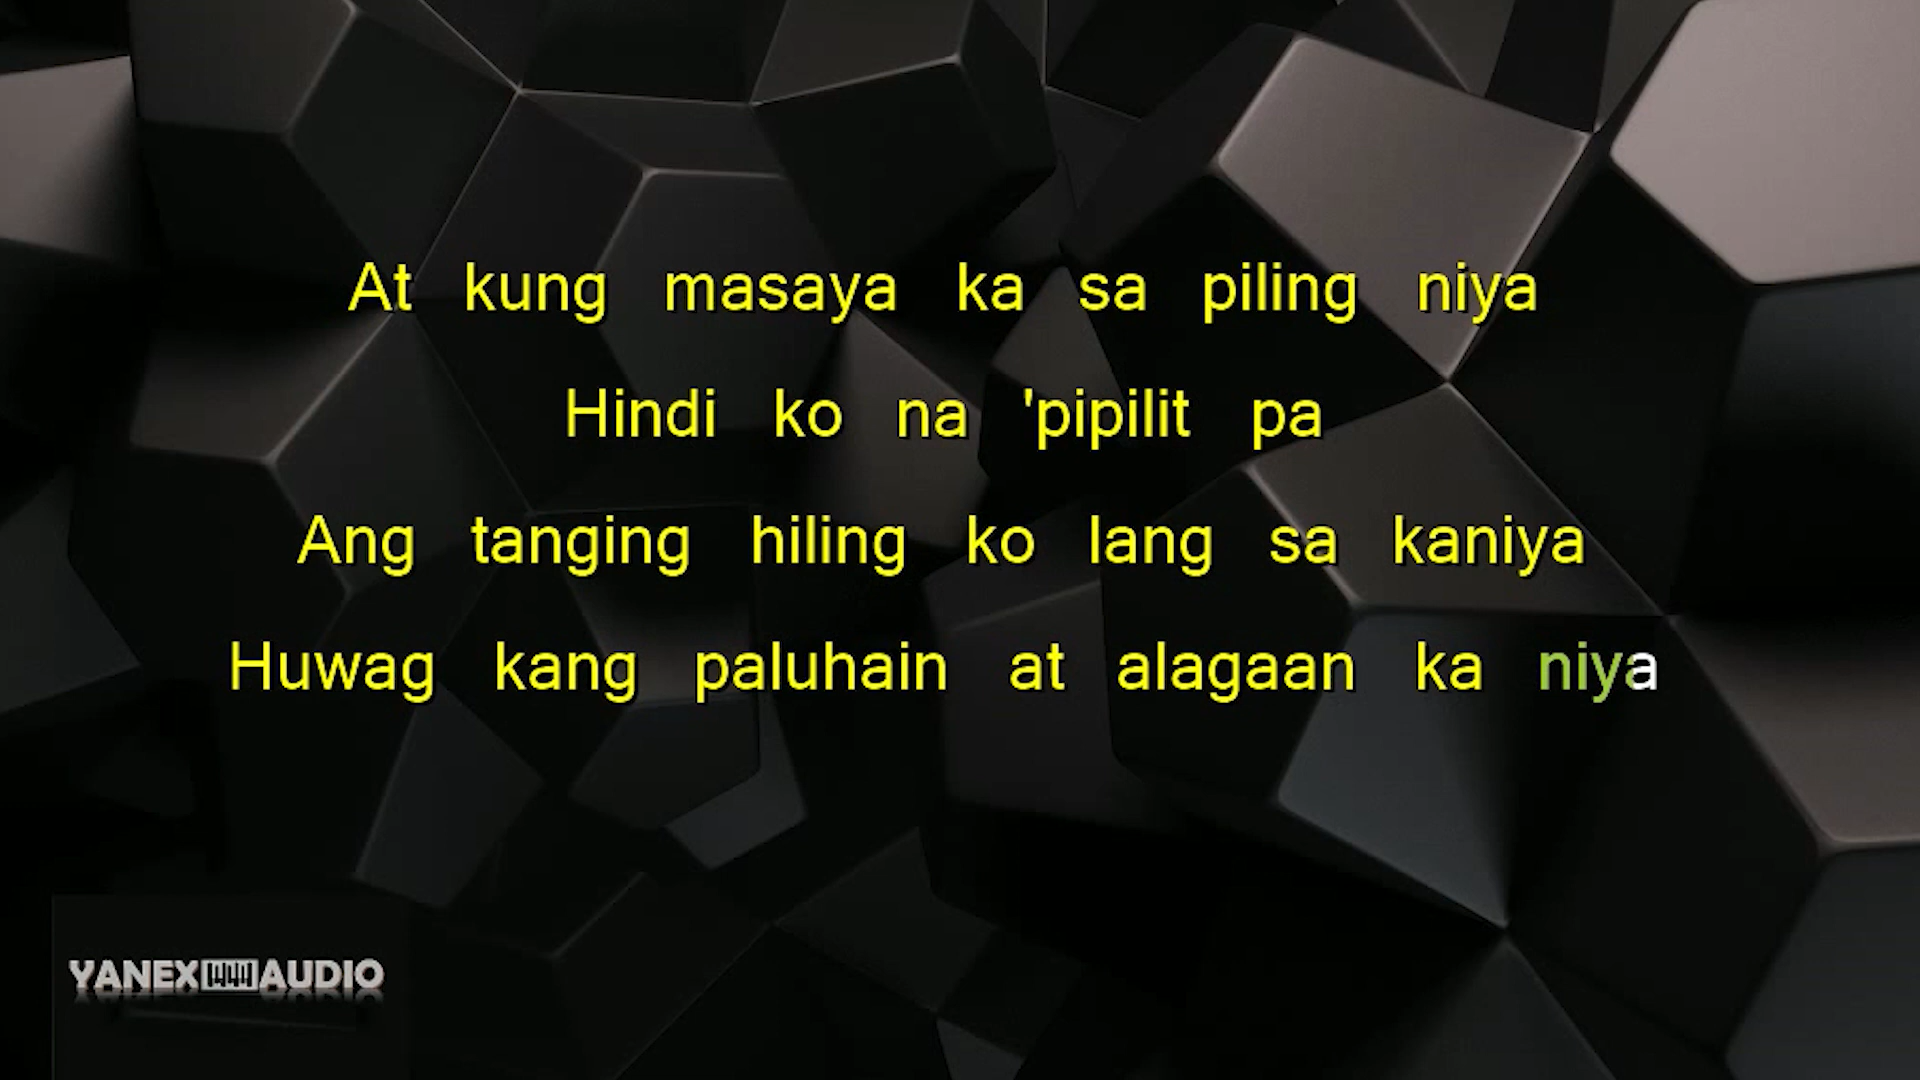 At kung masaya ka sa piling niya
Hindi ko na 'pipilit pa
Ang tanging hiling ko lang sa kaniya
Huwag kang paluhain at alagaan ka niya
YANEX AUDIO